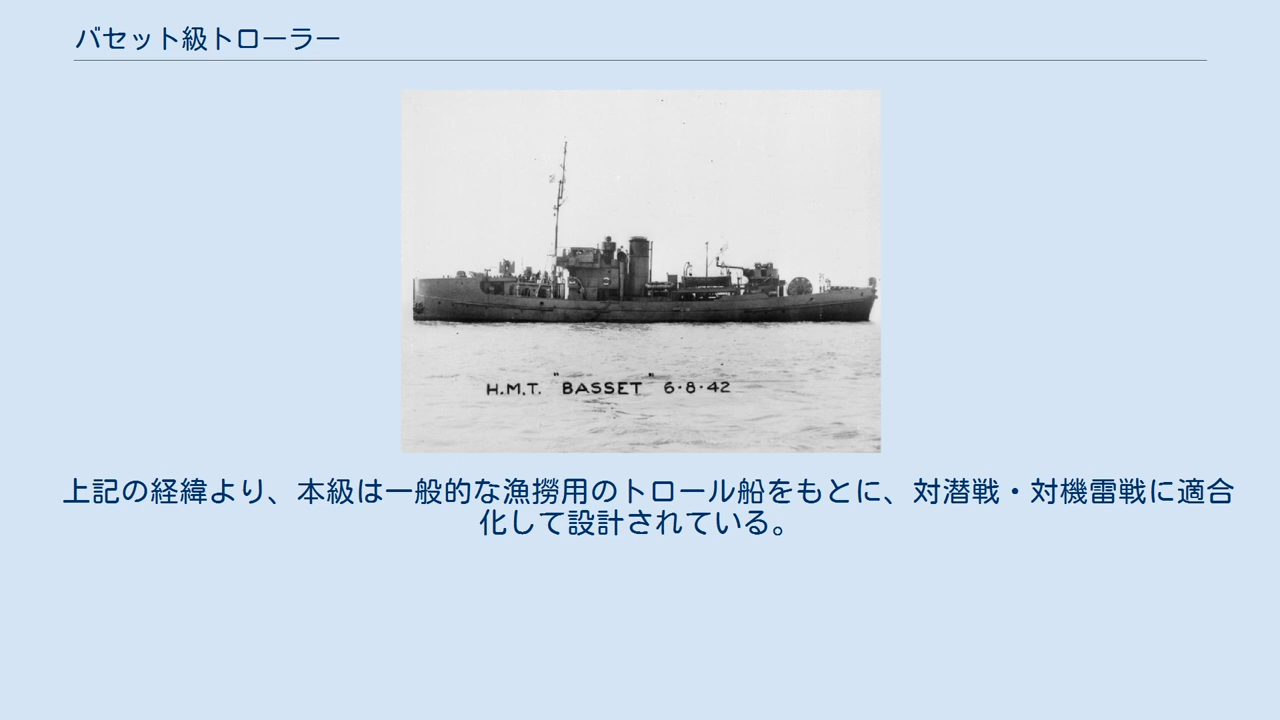 バセット級トローラー
H.M.T. "BASSET" 6·8·42
上記の経緯より、本級は一般的な漁撈用のトロール船をもとに、対潜戦・対機雷戦に適合
化して設計されている。